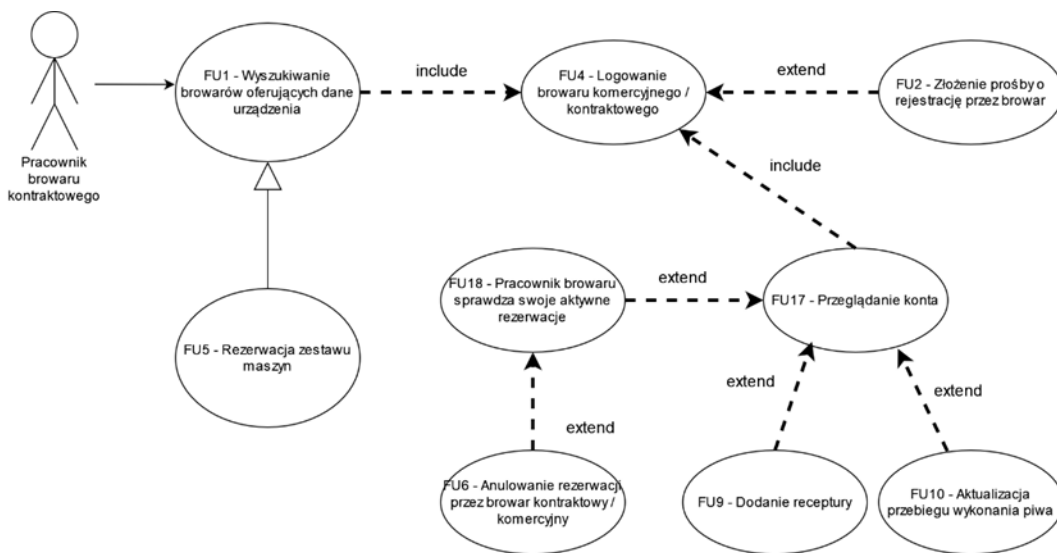 Pracownik
browaru
kontraktowego
FU1 - Wyszukiwanie
browarów oferujących dane
urządzenia
include
FU4 - Logowanie
browaru komercyjnego /
kontraktowego
extend
FU2 - Złożenie prośby o
rejestrację przez browar
include
FU5 - Rezerwacja zestawu
maszyn
FU18 - Pracownik browaru
sprawdza swoje aktywne
rezerwacje
extend
FU17 - Przeglądanie konta
extend
extend
extend
FU6 - Anulowanie rezerwacji
przez browar kontraktowy /
komercyjny
FU9 - Dodanie receptury
FU10 - Aktualizacja
przebiegu wykonania piwa